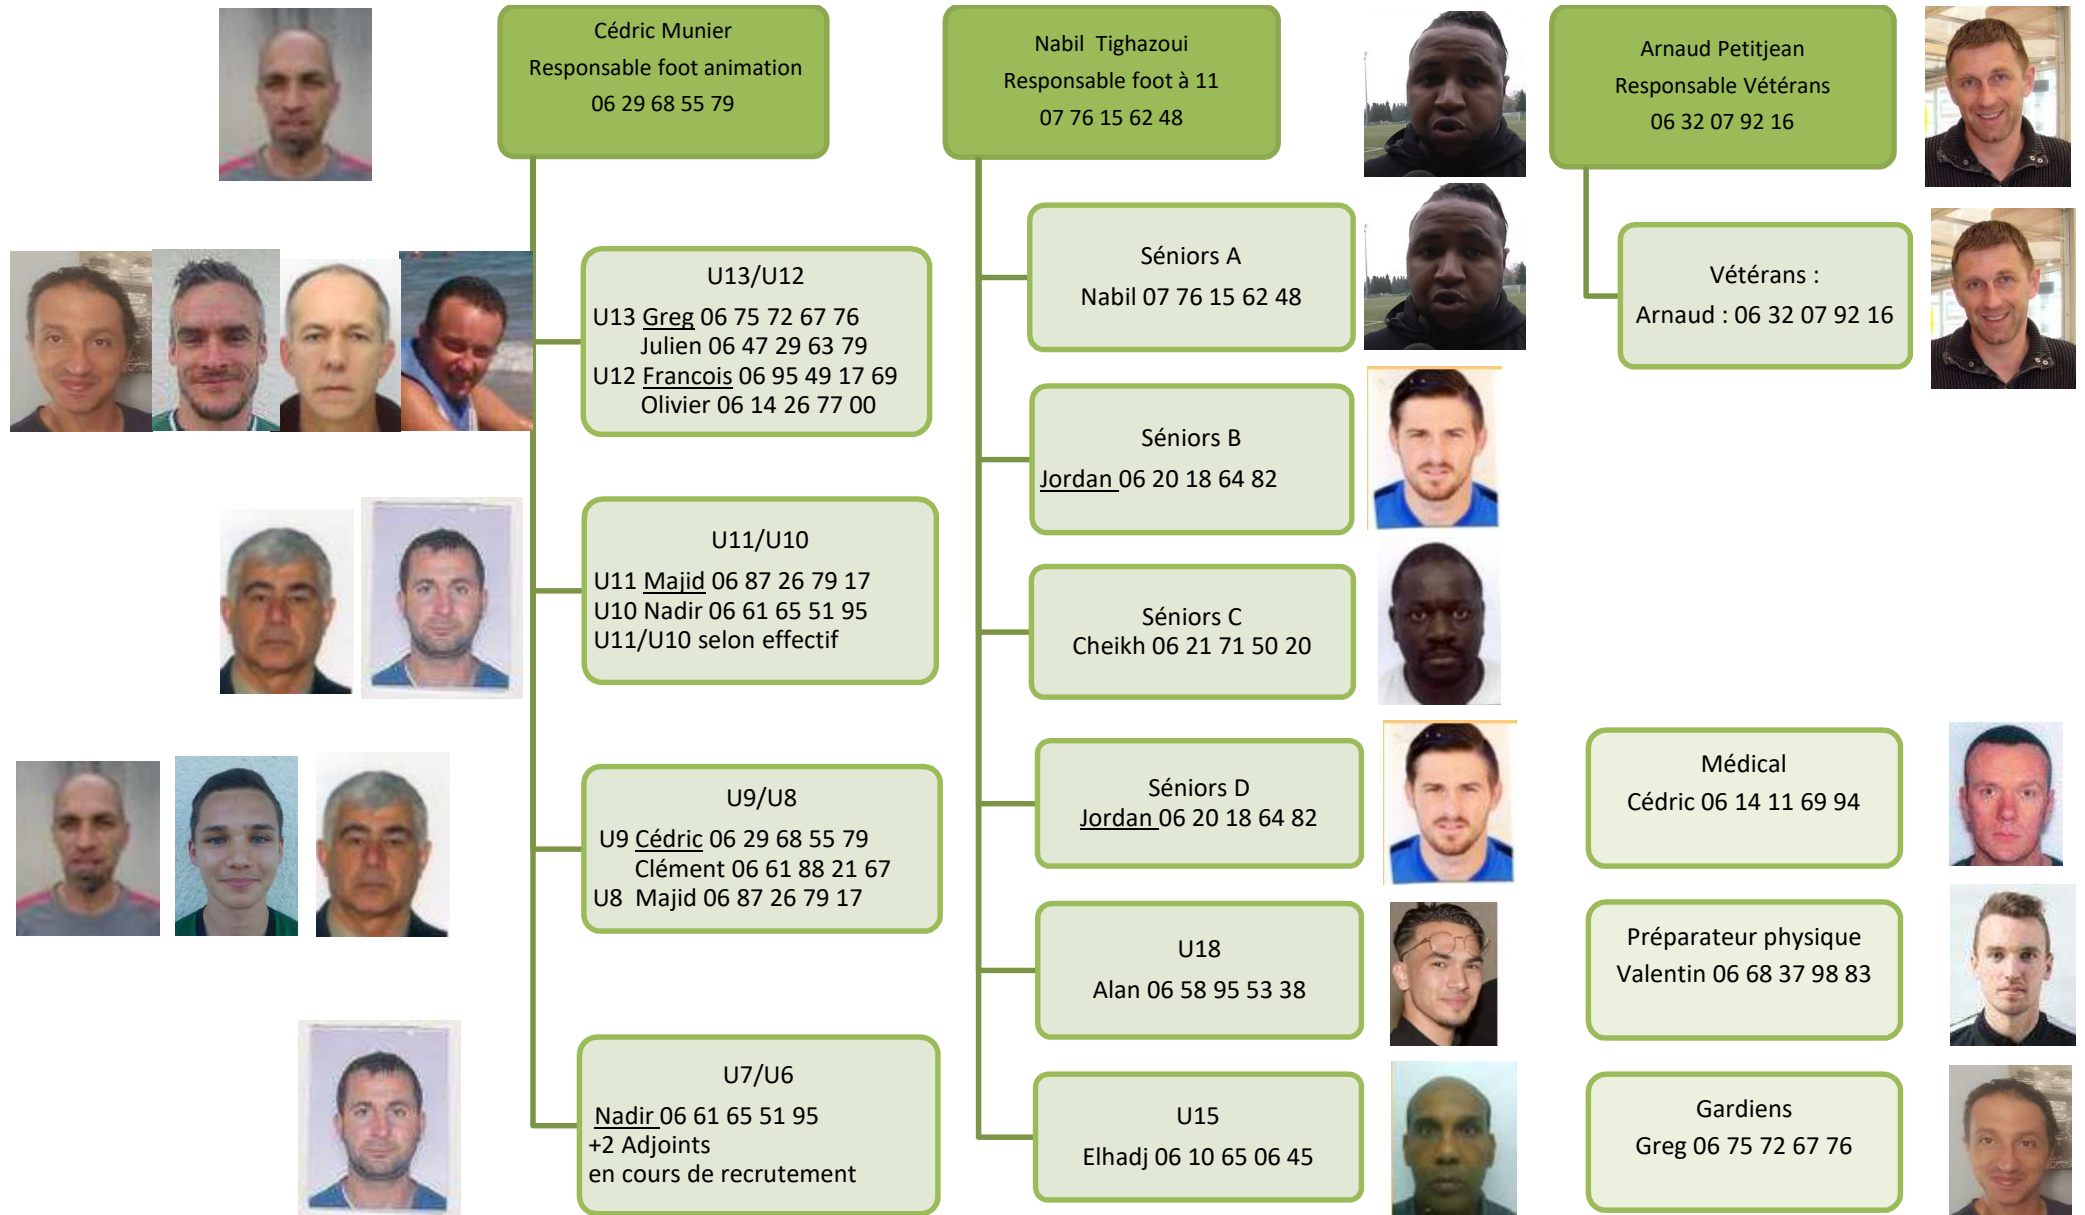 Cédric Munier
Responsable foot animation
06 29 68 55 79
U13/U12
U13 Greg 06 75 72 67 76
Julien 06 47 29 63 79
U12 Francois 06 95 49 17 69
Olivier 06 14 26 77 00
U11/U10
U11 Majid 06 87 26 79 17
U10 Nadir 06 61 65 51 95
U11/U10 selon effectif
U9/U8
U9 Cédric 06 29 68 55 79
Clément 06 61 88 21 67
U8 Majid 06 87 26 79 17
U7/U6
Nadir 06 61 65 51 95
+2 Adjoints
en cours de recrutement
Nabil Tighazoui
Responsable foot à 11
07 76 15 62 48
Séniors A
Nabil 07 76 15 62 48
Séniors B
Jordan 06 20 18 64 82
Séniors C
Cheikh 06 21 71 50 20
Séniors D
Jordan 06 20 18 64 82
U18
Alan 06 58 95 53 38
U15
Elhadj 06 10 65 06 45
Arnaud Petitjean
Responsable Vétérans
06 32 07 92 16
Vétérans :
Arnaud : 06 32 07 92 16
Médical
Cédric 06 14 11 69 94
Préparateur physique
Valentin 06 68 37 98 83
Gardiens
Greg 06 75 72 67 76